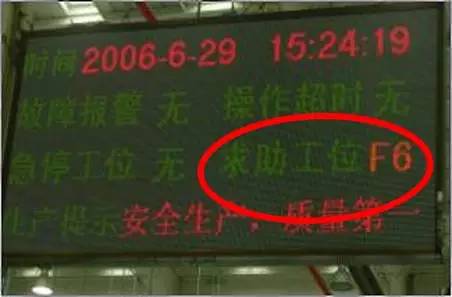 时间 2006-6-29 15:24:19
故障报警 无 操作超时 无
急停工位 无 求助工位 F6
生产提示 安全生产，质量第一